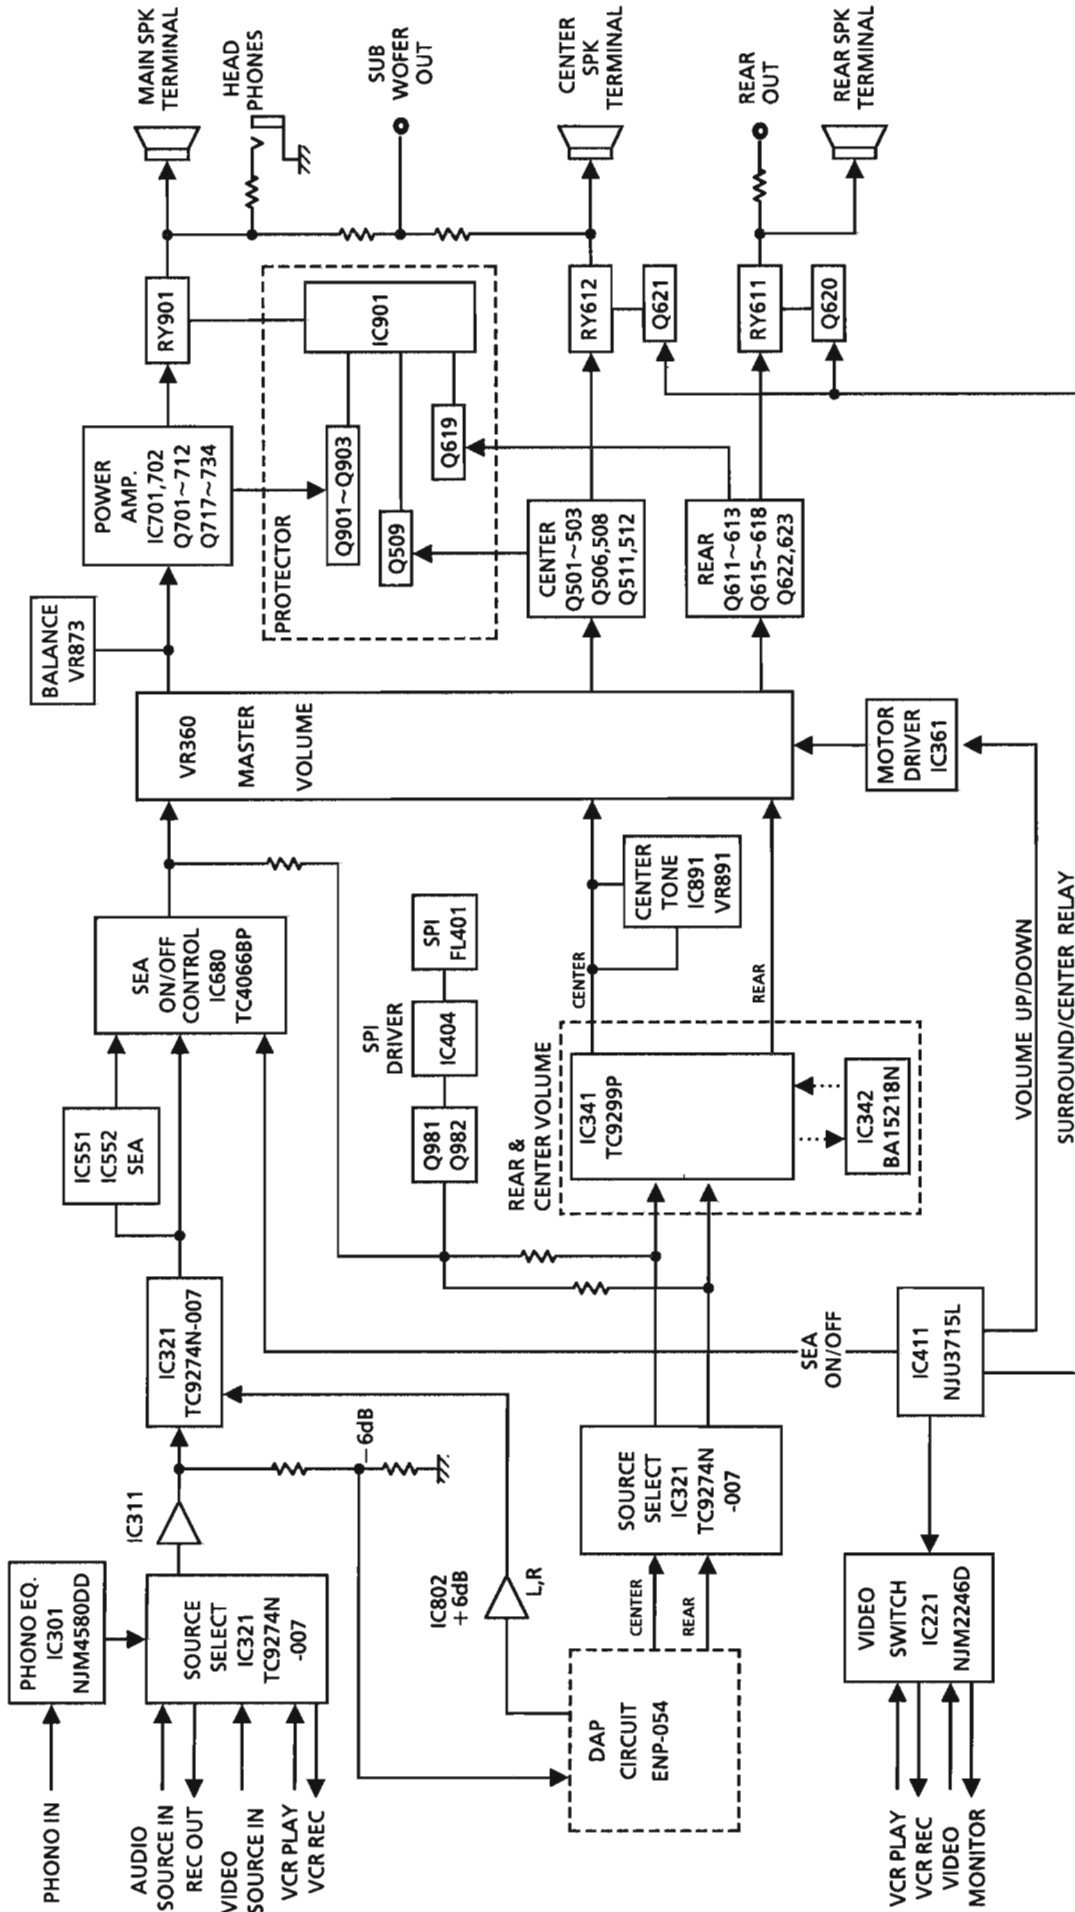 PHONO IN
AUDIO
SOURCE IN
REC OUT
VIDEO
SOURCE IN
VCR PLAY
VCR REC
PHONO EQ.
IC301
NJM4580DD
SOURCE
SELECT
IC321
TC9274N
-007
IC311
-6dB
IC321
TC9274N-007
IC551
IC552
SEA
SEA
ON/OFF
CONTROL
IC680
TC4066BP
BALANCE
VR873
VR360
MASTER
VOLUME
POWER
AMP.
IC701,702
Q701~712
Q717~734
RY901
MAIN SPK
TERMINAL
HEAD
PHONES
SUB
WOFER
OUT
PROTECTOR
Q901~Q903
Q509
Q619
IC901
IC802
+6dB
L,R
DAP
CIRCUIT
ENP-054
CENTER
REAR
SOURCE
SELECT
IC321
TC9274N
-007
Q981
Q982
SPI
DRIVER
IC404
SPI
FL401
REAR &
CENTER VOLUME
IC341
TC9299P
IC342
BA15218N
CENTER
REAR
CENTER
TONE
IC891
VR891
CENTER
Q501~503
Q506,508
Q511,512
REAR
Q611~613
Q615~618
Q622,623
RY612
Q621
CENTER
SPK
TERMINAL
RY611
Q620
REAR
OUT
REAR SPK
TERMINAL
MOTOR
DRIVER
IC361
SEA
ON/OFF
IC411
NJU3715L
VOLUME UP/DOWN
SURROUND/CENTER RELAY
VIDEO
SWITCH
IC221
NJM2246D
VCR PLAY
VCR REC
VIDEO
MONITOR